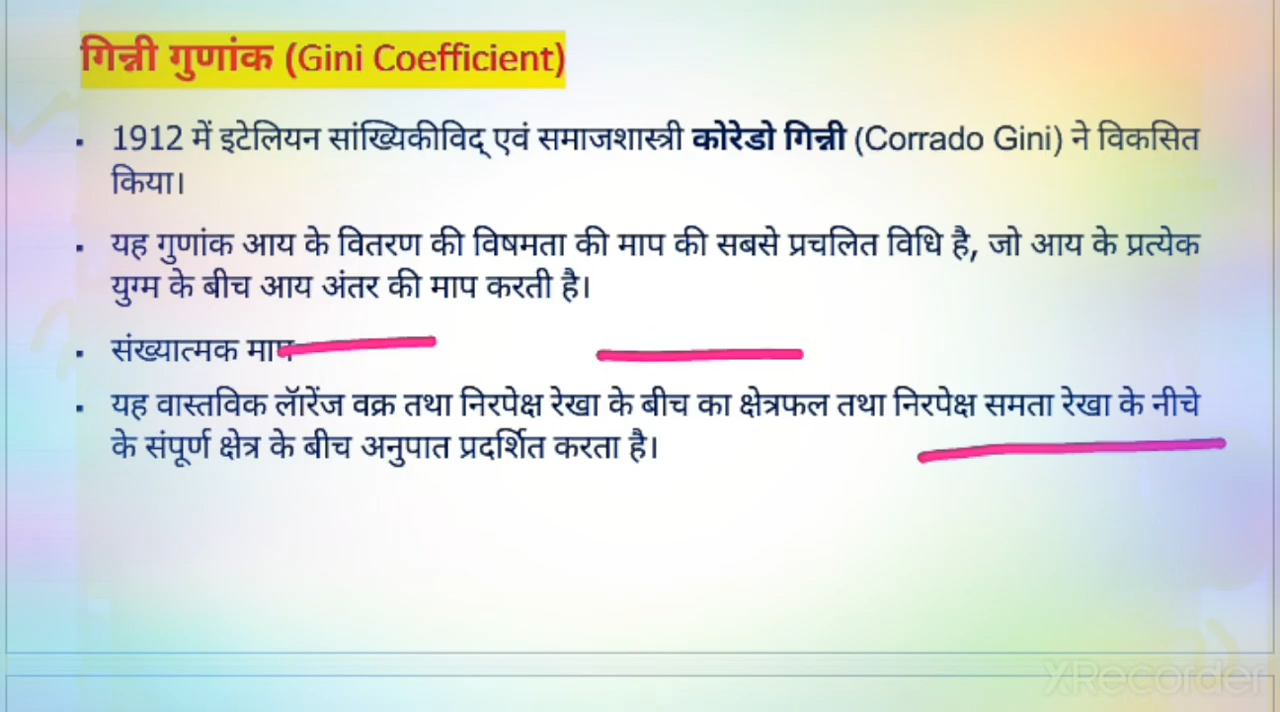 गिन्नी गुणांक (Gini Coefficient)
▪ 1912 में इटेलियन सांख्यिकीविद् एवं समाजशास्त्री कोरेडो गिन्नी (Corrado Gini) ने विकसित
किया।
▪ यह गुणांक आय के वितरण की विषमता की माप की सबसे प्रचलित विधि है, जो आय के प्रत्येक
युग्म के बीच आय अंतर की माप करती है।
▪ संख्यात्मक माप
▪ यह वास्तविक लॉरेंज वक्र तथा निरपेक्ष रेखा के बीच का क्षेत्रफल तथा निरपेक्ष समता रेखा के नीचे
के संपूर्ण क्षेत्र के बीच अनुपात प्रदर्शित करता है।
XRecorder